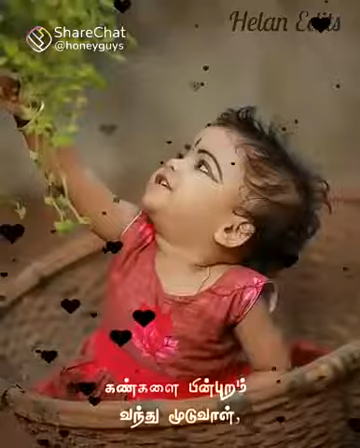 Helan Edits
ShareChat
@honeyguys
கண்களை பின்புறம்
வந்து மூடுவாள்,